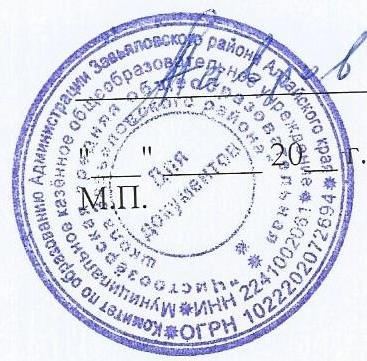 Комитет по образованию Администрации Завьяловского района Алтайского края
* ОГРН 1022202072694 *
Муниципальное казённое общеобразовательное учреждение
* ИНН 2241002061 *
"Чистоозёрская средняя общеобразовательная
школа Завьяловского района
Для
документов
"___" ________ 20__ г.
М.П.